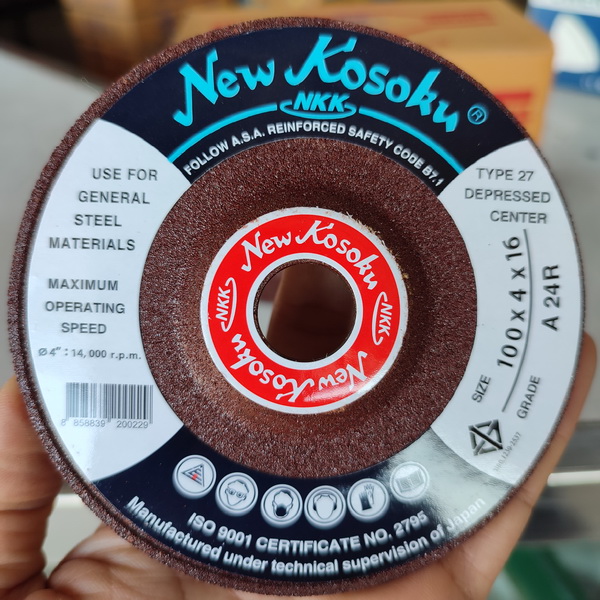 New Kosoku ®
NKK
FOLLOW A.S.A. REINFORCED SAFETY CODE B7.1
USE FOR
GENERAL
STEEL
MATERIALS
MAXIMUM
OPERATING
SPEED
Ø 4" : 14,000 r.p.m.
8 858839 200229
TYPE 27
DEPRESSED
CENTER
SIZE 100 x 4 x 16
GRADE A 24R
New Kosoku
NKK
New Kosoku
NKK
ISO 9001 CERTIFICATE NO. 2795
Manufactured under technical supervision of Japan